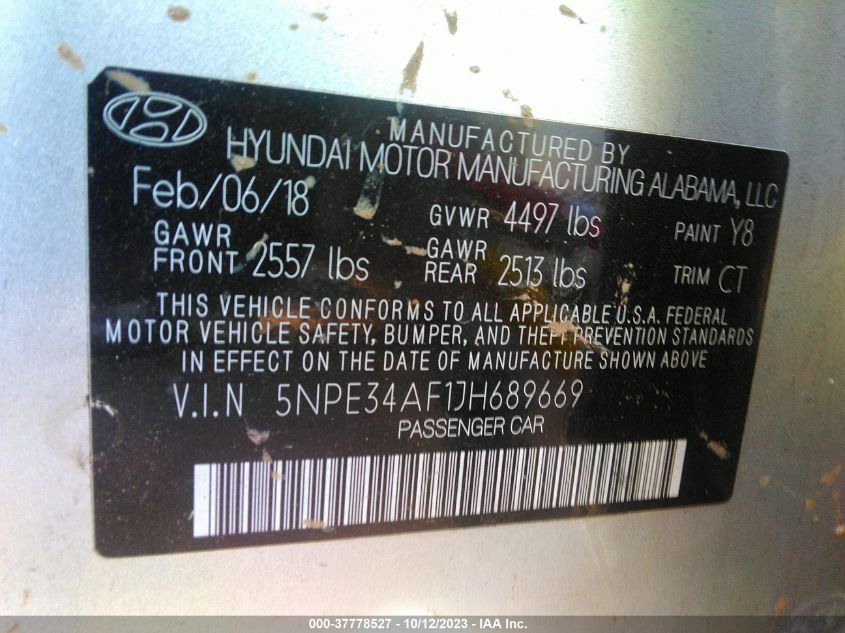 MANUFACTURED BY
HYUNDAI MOTOR MANUFACTURING ALABAMA, LLC
Feb/06/18 GVWR 4497 lbs PAINT Y8
GAWR FRONT 2557 lbs GAWR REAR 2513 lbs TRIM CT
THIS VEHICLE CONFORMS TO ALL APPLICABLE U.S.A. FEDERAL
MOTOR VEHICLE SAFETY, BUMPER, AND THEFT PREVENTION STANDARDS
IN EFFECT ON THE DATE OF MANUFACTURE SHOWN ABOVE
V.I.N 5NPE34AF1JH689669
PASSENGER CAR
000-37778527 - 10/12/2023 - IAA Inc.